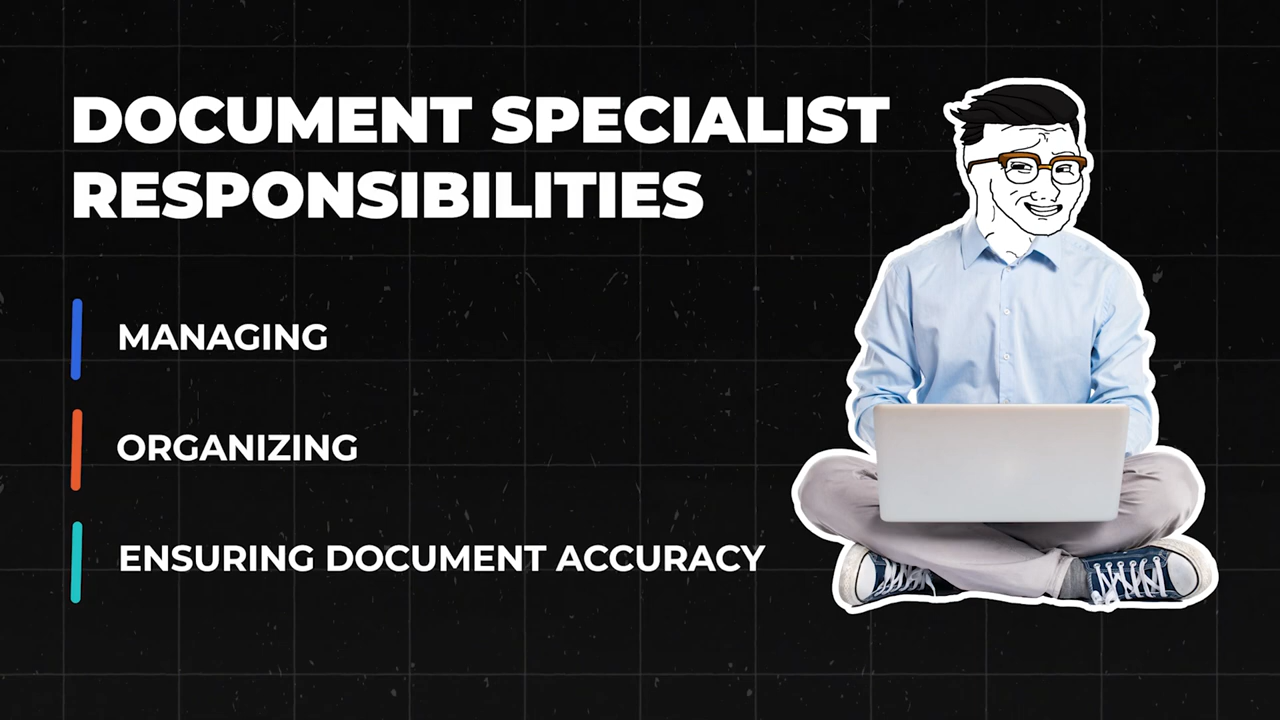 DOCUMENT SPECIALIST
RESPONSIBILITIES
MANAGING
ORGANIZING
ENSURING DOCUMENT ACCURACY